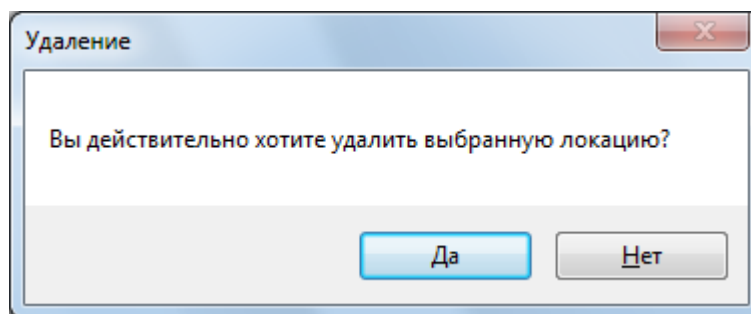 Удаление
Вы действительно хотите удалить выбранную локацию?
Да Нет